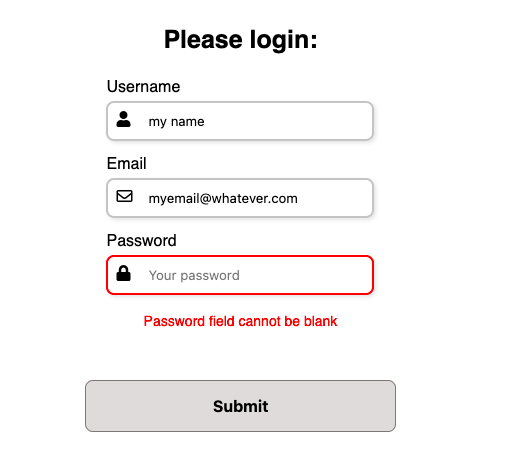 Please login:
Username
my name
Email
myemail@whatever.com
Password
Your password
Password field cannot be blank
Submit